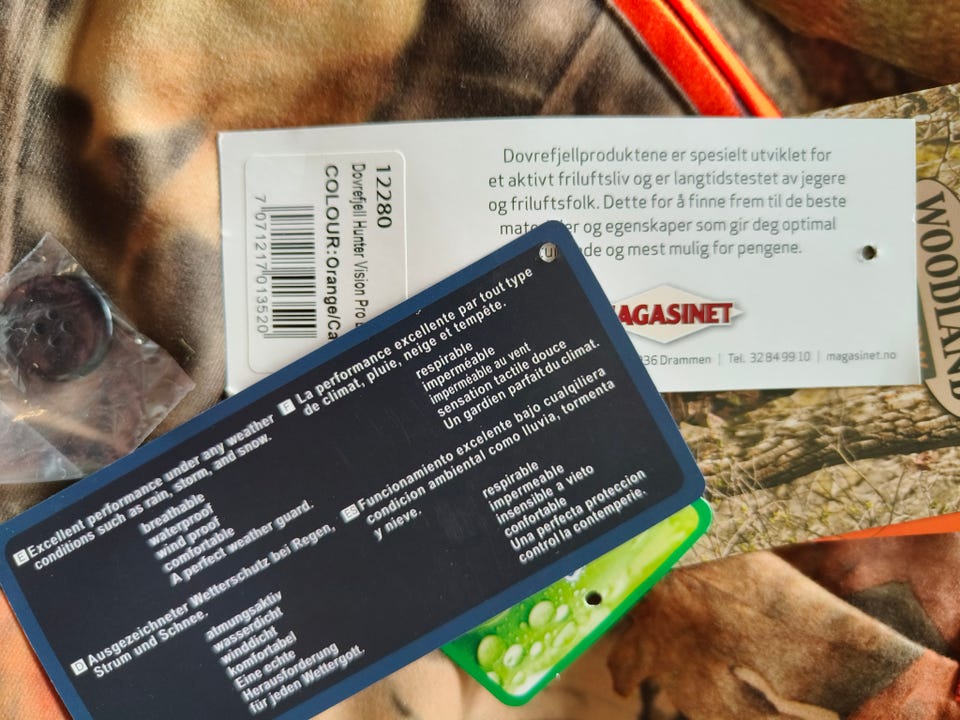 Dovrefjellproduktene er spesielt utviklet for
et aktivt friluftsliv og er langtidstestet av jegere
og friluftsfolk. Dette for å finne frem til de beste
og egenskaper som gir deg optimal
og mest mulig for pengene.
MAGASINET
Drammen | Tel. 32 84 99 10 | magasinet.no
12280
Dovrefjell Hunter Vision Pro
COLOUR:Orange/Ca
7 071217 013520
WOODLAND
E Excellent performance under any weather
conditions such as rain, storm, and snow.
breathable
waterproof
wind proof
comfortable
A perfect weather guard.
F La performance excellente par tout type
de climat, pluie, neige et tempête.
respirable
imperméable
imperméable au vent
sensation tactile douce
Un gardien parfait du climat.
D Ausgezeichneter Wetterschutz bei Regen,
Strum und Schnee.
atmungsaktiv
wasserdicht
winddicht
komfortabel
Eine echte
Herausforderung
für jeden Wettergott.
ES Funcionamiento excelente bajo cualqiliera
condicion ambiental como lluvia, tormenta
y nieve.
respirable
impermeable
insensible a vieto
confortable
Una perfecta proteccion
control la contemperie.